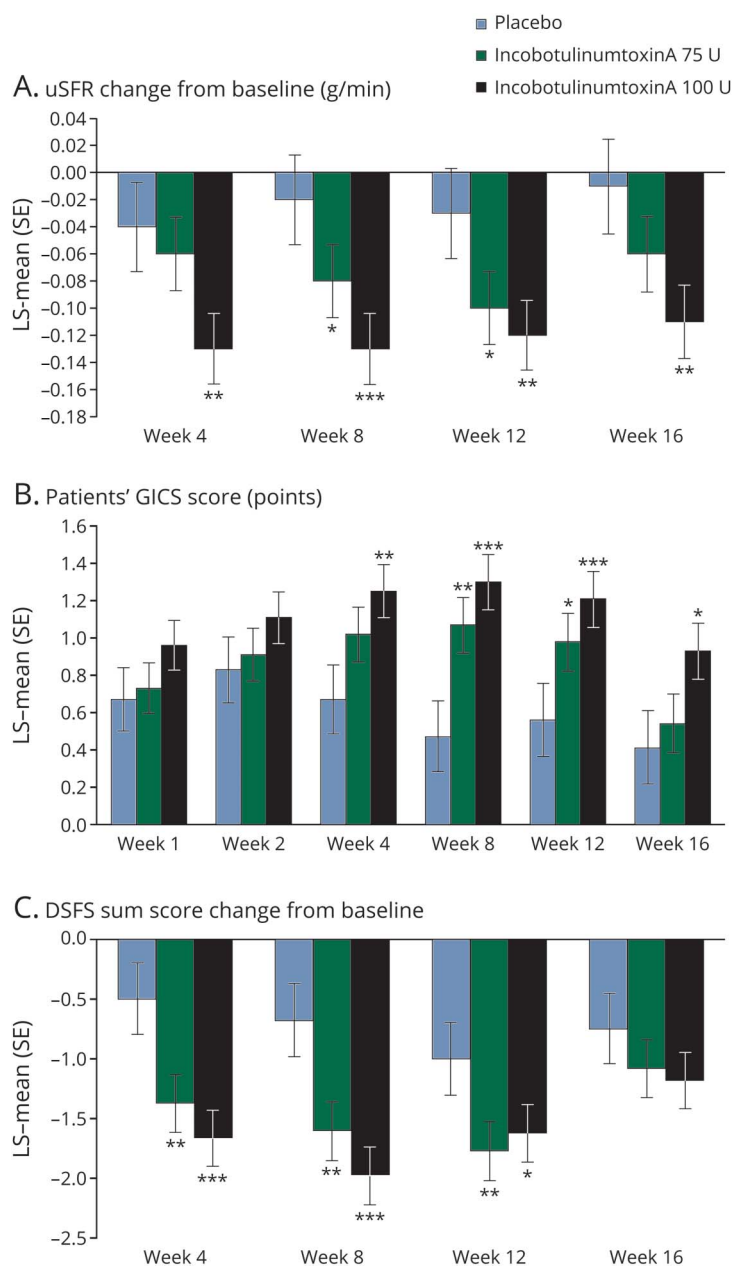 Placebo
IncobotulinumtoxinA 75 U
IncobotulinumtoxinA 100 U
A. uSFR change from baseline (g/min)
LS-mean (SE)
0.04
0.02
0.00
–0.02
–0.04
–0.06
–0.08
–0.10
–0.12
–0.14
–0.16
–0.18
** * *** * ** **
Week 4 Week 8 Week 12 Week 16
B. Patients’ GICS score (points)
LS–mean (SE)
1.6
1.4
1.2
1.0
0.8
0.6
0.4
0.2
0.0
** ** *** * *** *
Week 1 Week 2 Week 4 Week 8 Week 12 Week 16
C. DSFS sum score change from baseline
LS–mean (SE)
0.0
–0.5
–1.0
–1.5
–2.0
–2.5
** *** ** *** ** *
Week 4 Week 8 Week 12 Week 16